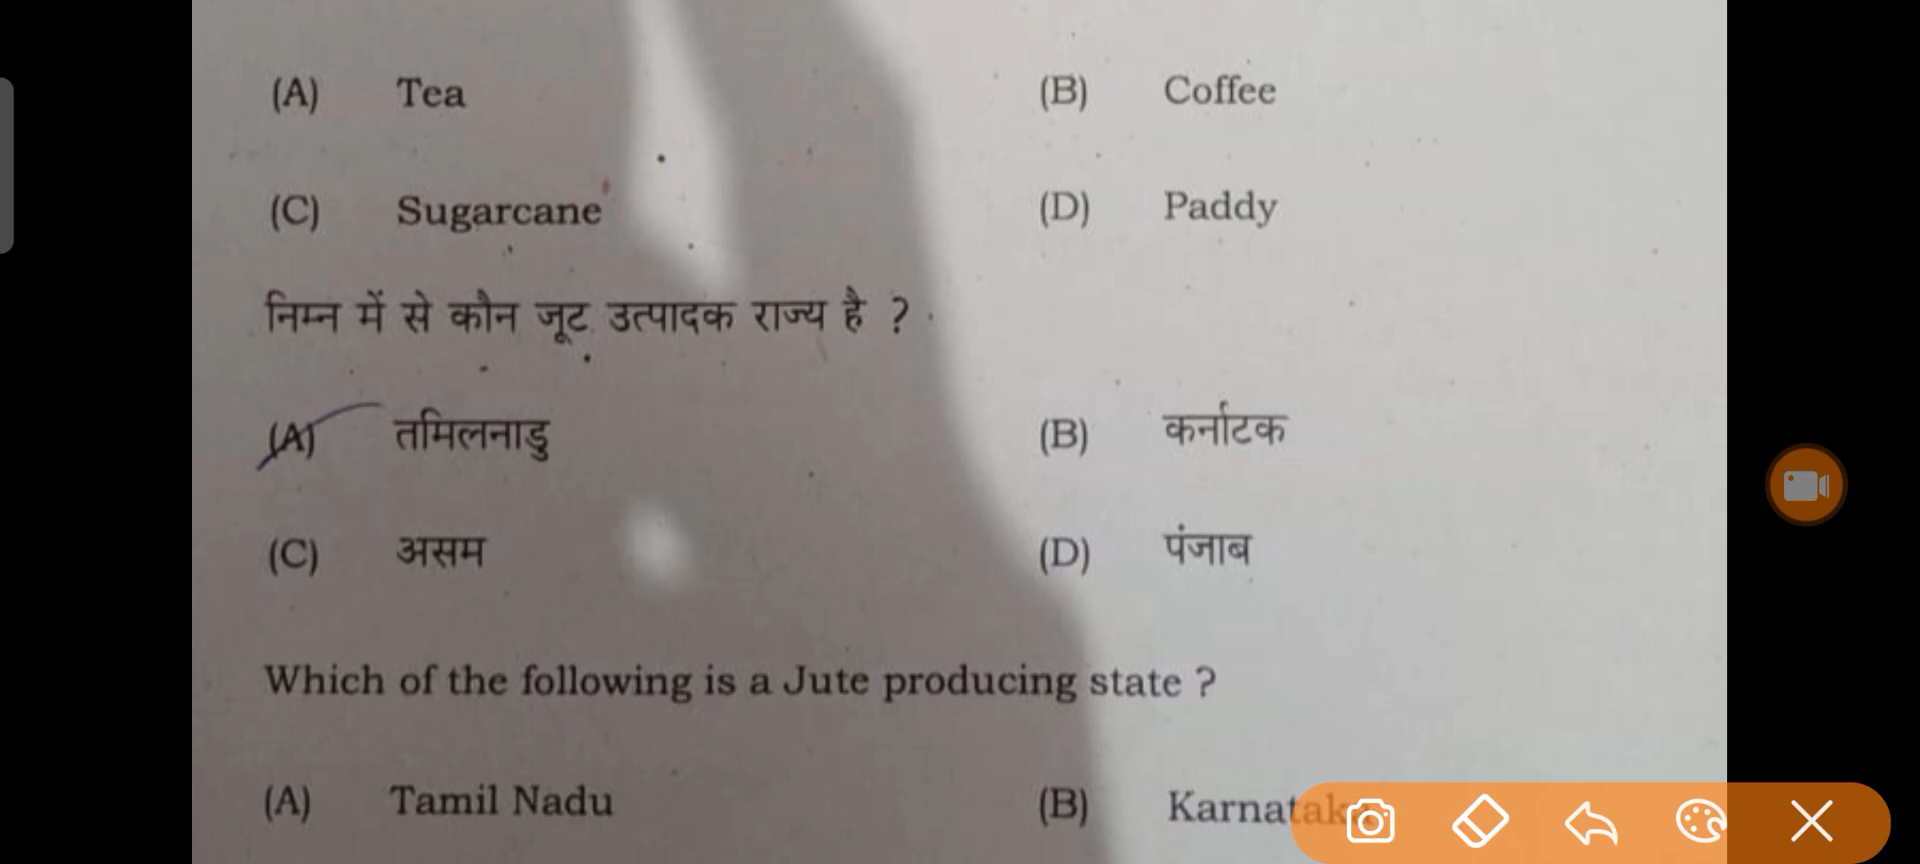 (A) Tea (B) Coffee
(C) Sugarcane (D) Paddy
निम्न में से कौन जूट उत्पादक राज्य है ?
(A) तमिलनाडु (B) कर्नाटक
(C) असम (D) पंजाब
Which of the following is a Jute producing state ?
(A) Tamil Nadu (B) Karnataka